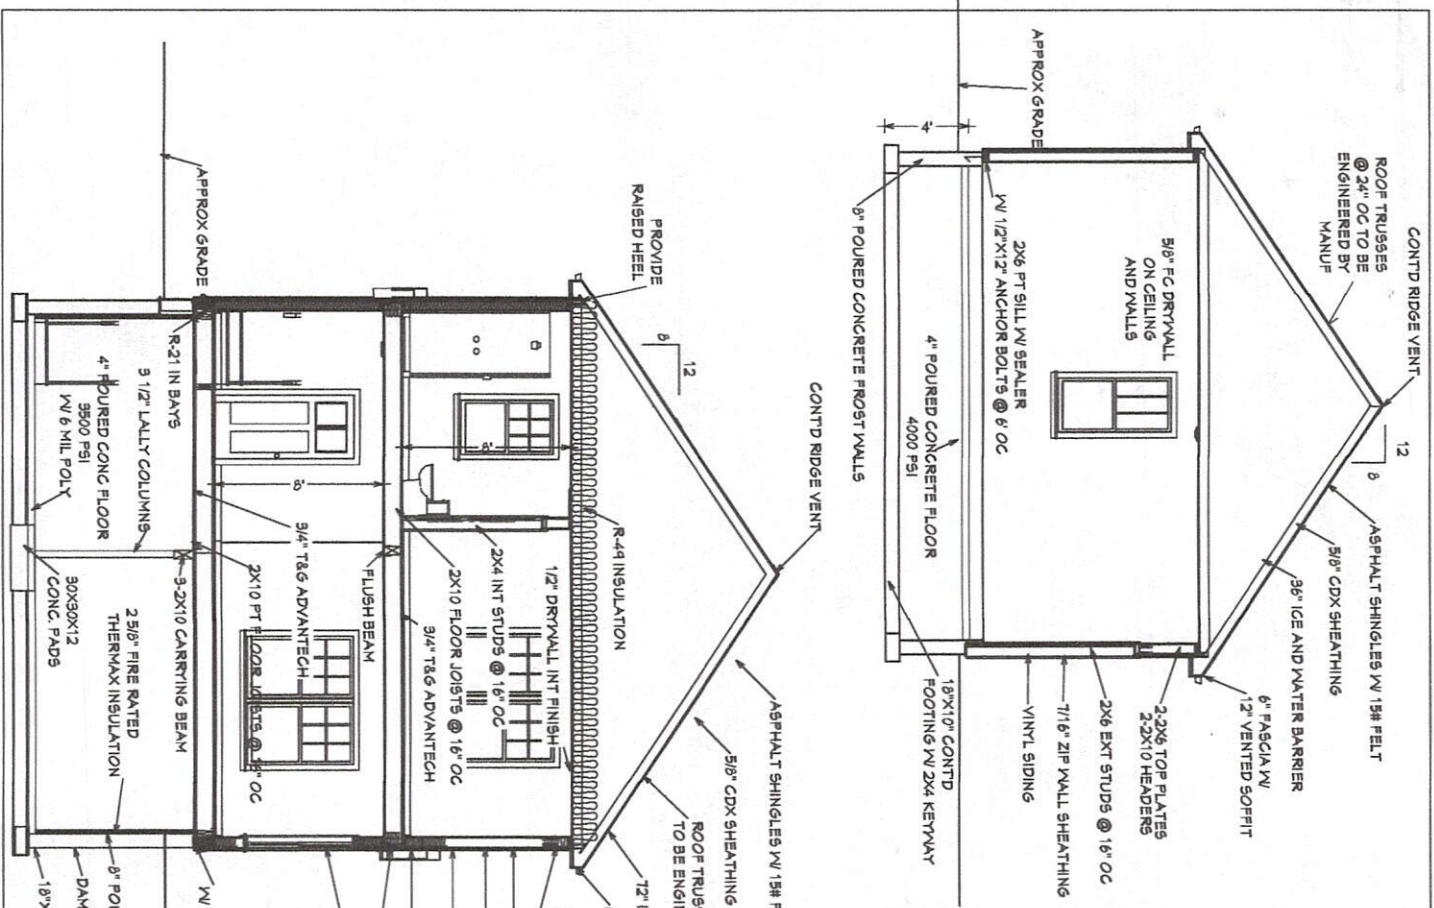 CONT'D RIDGE VENT
ROOF TRUSSES
@ 24" OC TO BE
ENGINEERED BY
MANUF
12
8
ASPHALT SHINGLES W/ 15# FELT
5/8" CDX SHEATHING
36" ICE AND WATER BARRIER
6" FASCIA W/
12" VENTED SOFFIT
5/8" FC DRYWALL
ON CEILING
AND WALLS
2-2X6 TOP PLATES
2-2X10 HEADERS
2X6 EXT STUDS @ 16" OC
7/16" ZIP WALL SHEATHING
VINYL SIDING
2X6 PT SILL W/ SEALER
W/ 1/2"X12" ANCHOR BOLTS @ 6' OC
APPROX GRADE
4'
4" POURED CONCRETE FLOOR
4000 PSI
18"X10" CONT'D
FOOTING W/ 2X4 KEYWAY
8" POURED CONCRETE FROST WALLS
CONT'D RIDGE VENT
ASPHALT SHINGLES W/ 15# F
5/8" CDX SHEATHING
ROOF TRUS
TO BE ENGI
72"
12
8
PROVIDE
RAISED HEEL
R-49 INSULATION
1/2" DRYWALL INT FINISH
2X4 INT STUDS @ 16" OC
8'
2X10 FLOOR JOISTS @ 16" OC
3/4" T&G ADVANTECH
FLUSH BEAM
8'
3/4" T&G ADVANTECH
2X10 PT FLOOR JOISTS @ 16" OC
APPROX GRADE
R-21 IN BAYS
3-2X10 CARRYING BEAM
3 1/2" LALLY COLUMNS
4" POURED CONC FLOOR
3500 PSI
W/ 6 MIL POLY
30X30X12
CONC. PADS
2 5/8" FIRE RATED
THERMAX INSULATION
W
8" POU
DAM
18"X